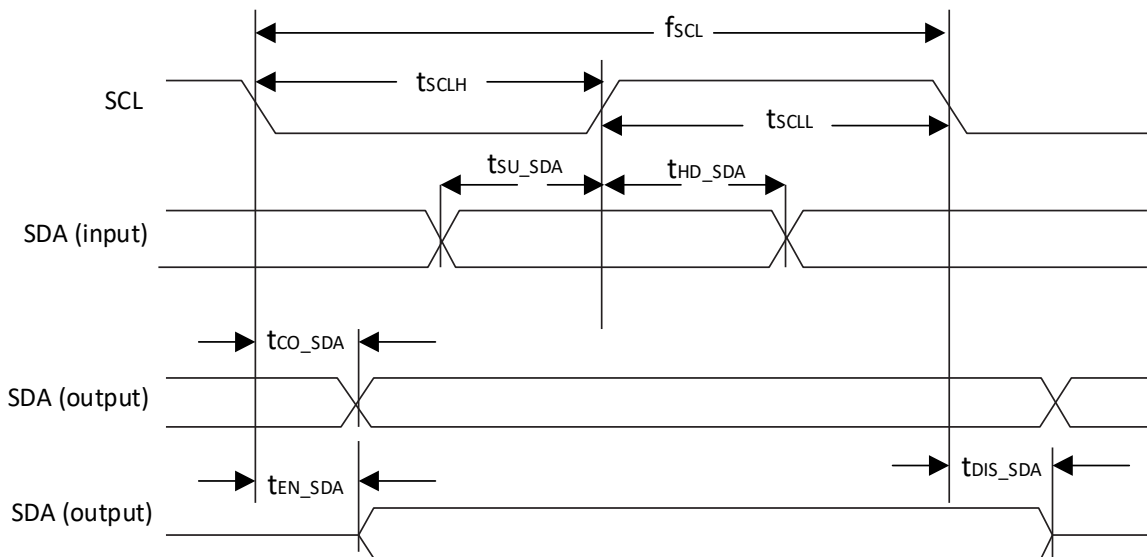 fSCL
SCL
tSCLH
tSCLL
tSU_SDA
tHD_SDA
SDA (input)
tCO_SDA
SDA (output)
tEN_SDA
tDIS_SDA
SDA (output)